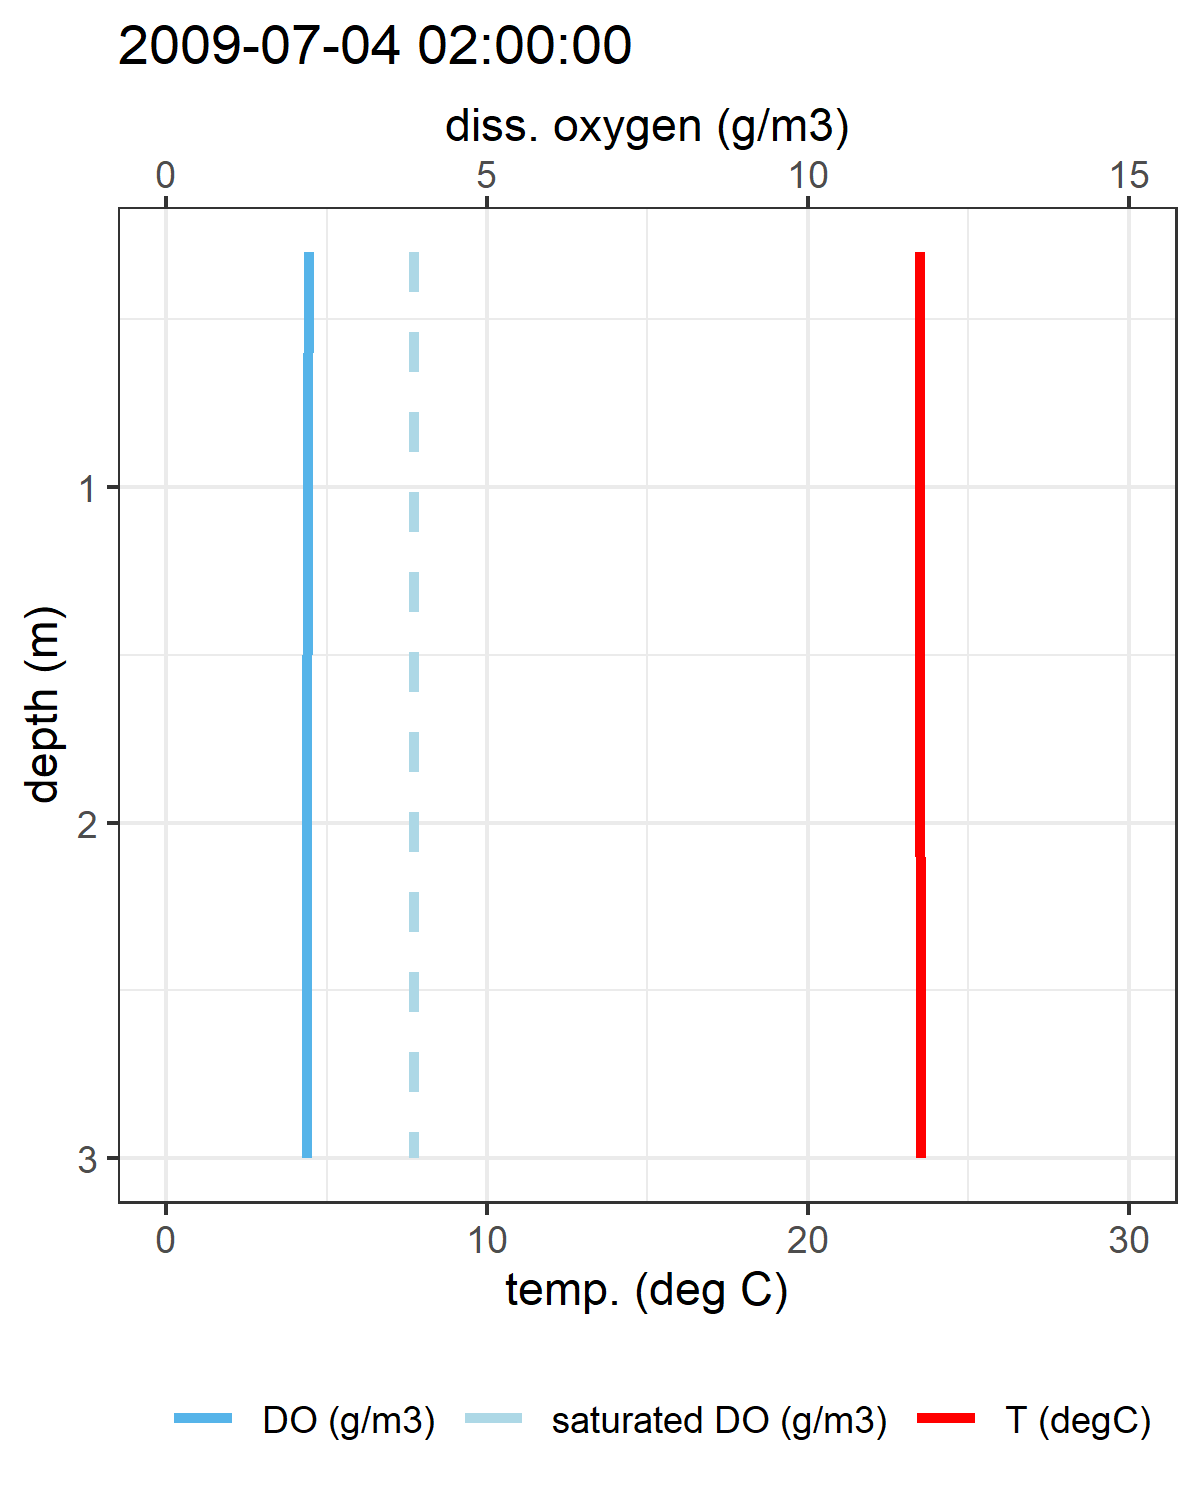 2009-07-04 02:00:00
diss. oxygen (g/m3)
0 5 10 15
1
2
3
depth (m)
0 10 20 30
temp. (deg C)
DO (g/m3) saturated DO (g/m3) T (degC)